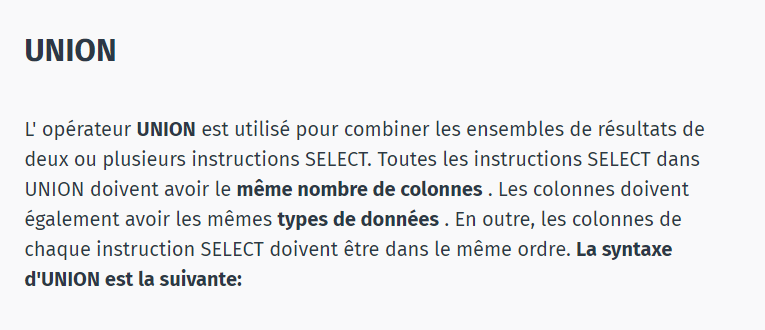 UNION
L' opérateur UNION est utilisé pour combiner les ensembles de résultats de
deux ou plusieurs instructions SELECT. Toutes les instructions SELECT dans
UNION doivent avoir le même nombre de colonnes . Les colonnes doivent
également avoir les mêmes types de données . En outre, les colonnes de
chaque instruction SELECT doivent être dans le même ordre. La syntaxe
d'UNION est la suivante: